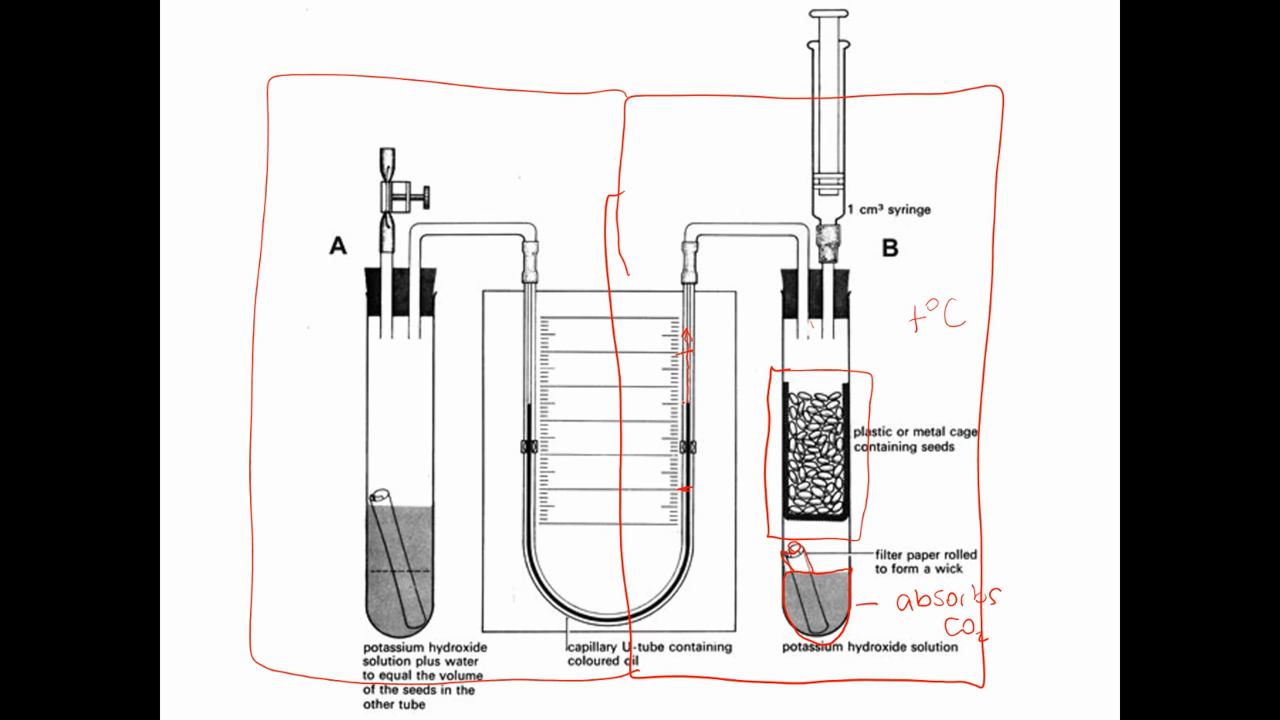 A
B
1 cm³ syringe
t°C
plastic or metal cage
containing seeds
filter paper rolled
to form a wick
absorbs
CO₂
potassium hydroxide
solution plus water
to equal the volume
of the seeds in the
other tube
capillary U-tube containing
coloured oil
potassium hydroxide solution